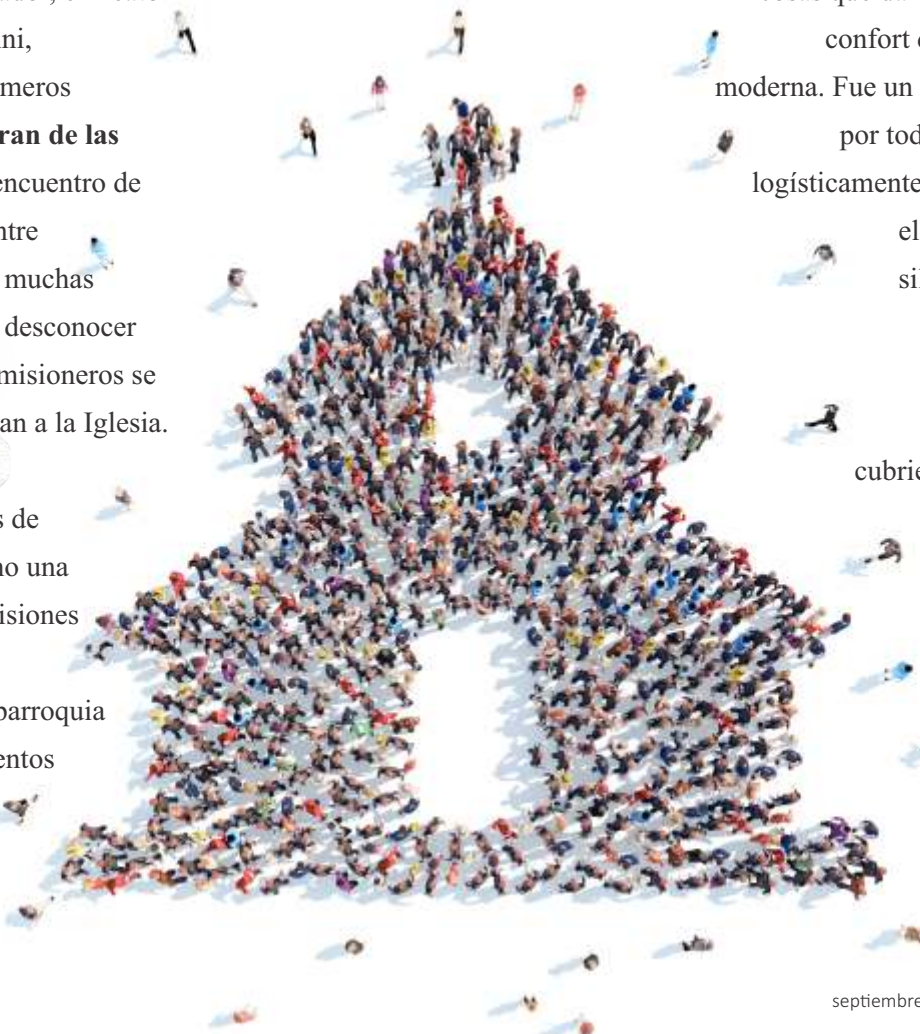 ni,
meros
ran de las
encuentro de
ntre
muchas
desconocer
misioneros se
an a la Iglesia.
s de
no una
isiones
parroquia
entos
confort
moderna. Fue un
por tod
logísticamente
el
sil
cubrie
septiembre